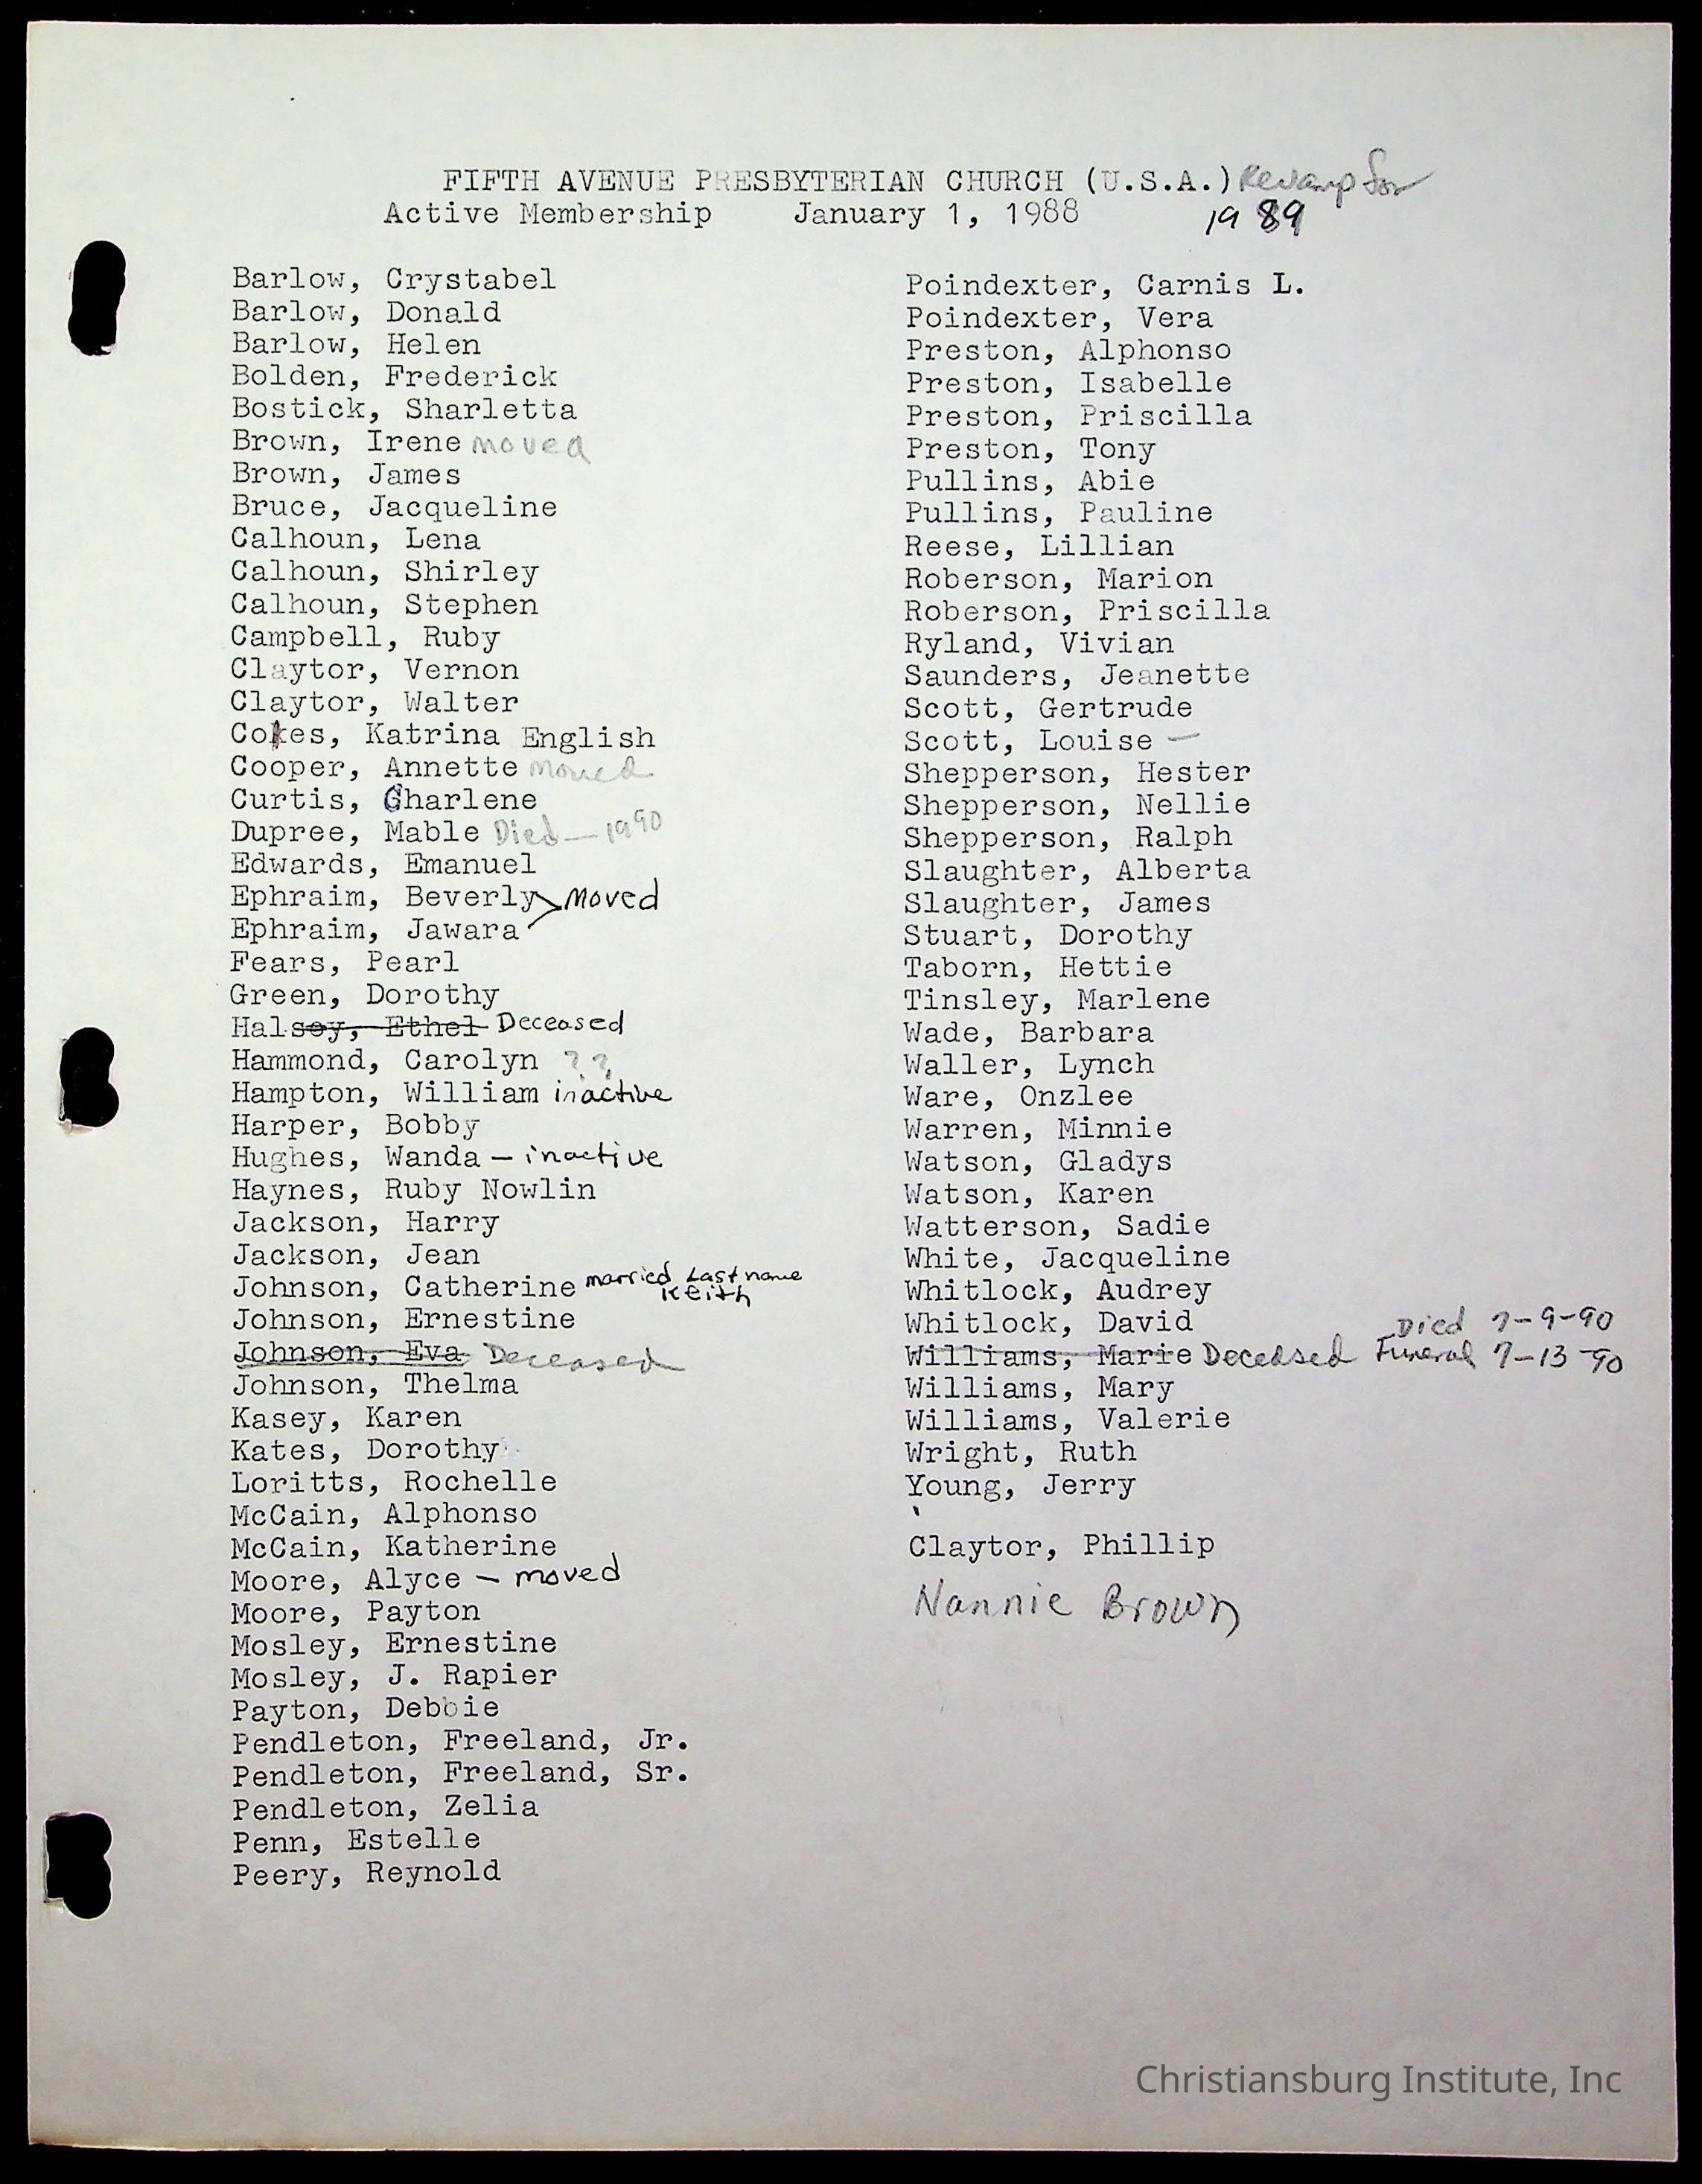 FIFTH AVENUE PRESBYTERIAN CHURCH (U.S.A.) Revamp for
Active Membership January 1, 1988 1989
Barlow, Crystabel
Barlow, Donald
Barlow, Helen
Bolden, Frederick
Bostick, Sharletta
Brown, Irene moved
Brown, James
Bruce, Jacqueline
Calhoun, Lena
Calhoun, Shirley
Calhoun, Stephen
Campbell, Ruby
Claytor, Vernon
Claytor, Walter
Cokes, Katrina English
Cooper, Annette moved
Curtis, Charlene
Dupree, Mable Died — 1990
Edwards, Emanuel
Ephraim, Beverly moved
Ephraim, Jawara
Fears, Pearl
Green, Dorothy
Halsey, Ethel Deceased
Hammond, Carolyn ??
Hampton, William inactive
Harper, Bobby
Hughes, Wanda – inactive
Haynes, Ruby Nowlin
Jackson, Harry
Jackson, Jean
Johnson, Catherine married Last name
Keith
Johnson, Ernestine
Johnson, Eva Deceased
Johnson, Thelma
Kasey, Karen
Kates, Dorothy
Loritts, Rochelle
McCain, Alphonso
McCain, Katherine
Moore, Alyce – moved
Moore, Payton
Mosley, Ernestine
Mosley, J. Rapier
Payton, Debbie
Pendleton, Freeland, Jr.
Pendleton, Freeland, Sr.
Pendleton, Zelia
Penn, Estelle
Peery, Reynold
Poindexter, Carnis L.
Poindexter, Vera
Preston, Alphonso
Preston, Isabelle
Preston, Priscilla
Preston, Tony
Pullins, Abie
Pullins, Pauline
Reese, Lillian
Roberson, Marion
Roberson, Priscilla
Ryland, Vivian
Saunders, Jeanette
Scott, Gertrude
Scott, Louise –
Shepperson, Hester
Shepperson, Nellie
Shepperson, Ralph
Slaughter, Alberta
Slaughter, James
Stuart, Dorothy
Taborn, Hettie
Tinsley, Marlene
Wade, Barbara
Waller, Lynch
Ware, Onzlee
Warren, Minnie
Watson, Gladys
Watson, Karen
Watterson, Sadie
White, Jacqueline
Whitlock, Audrey
Whitlock, David Died 7-9-90
Williams, Marie Deceased Funeral 7-13-90
Williams, Mary
Williams, Valerie
Wright, Ruth
Young, Jerry
Claytor, Phillip
Nannie Brown
Christiansburg Institute, Inc